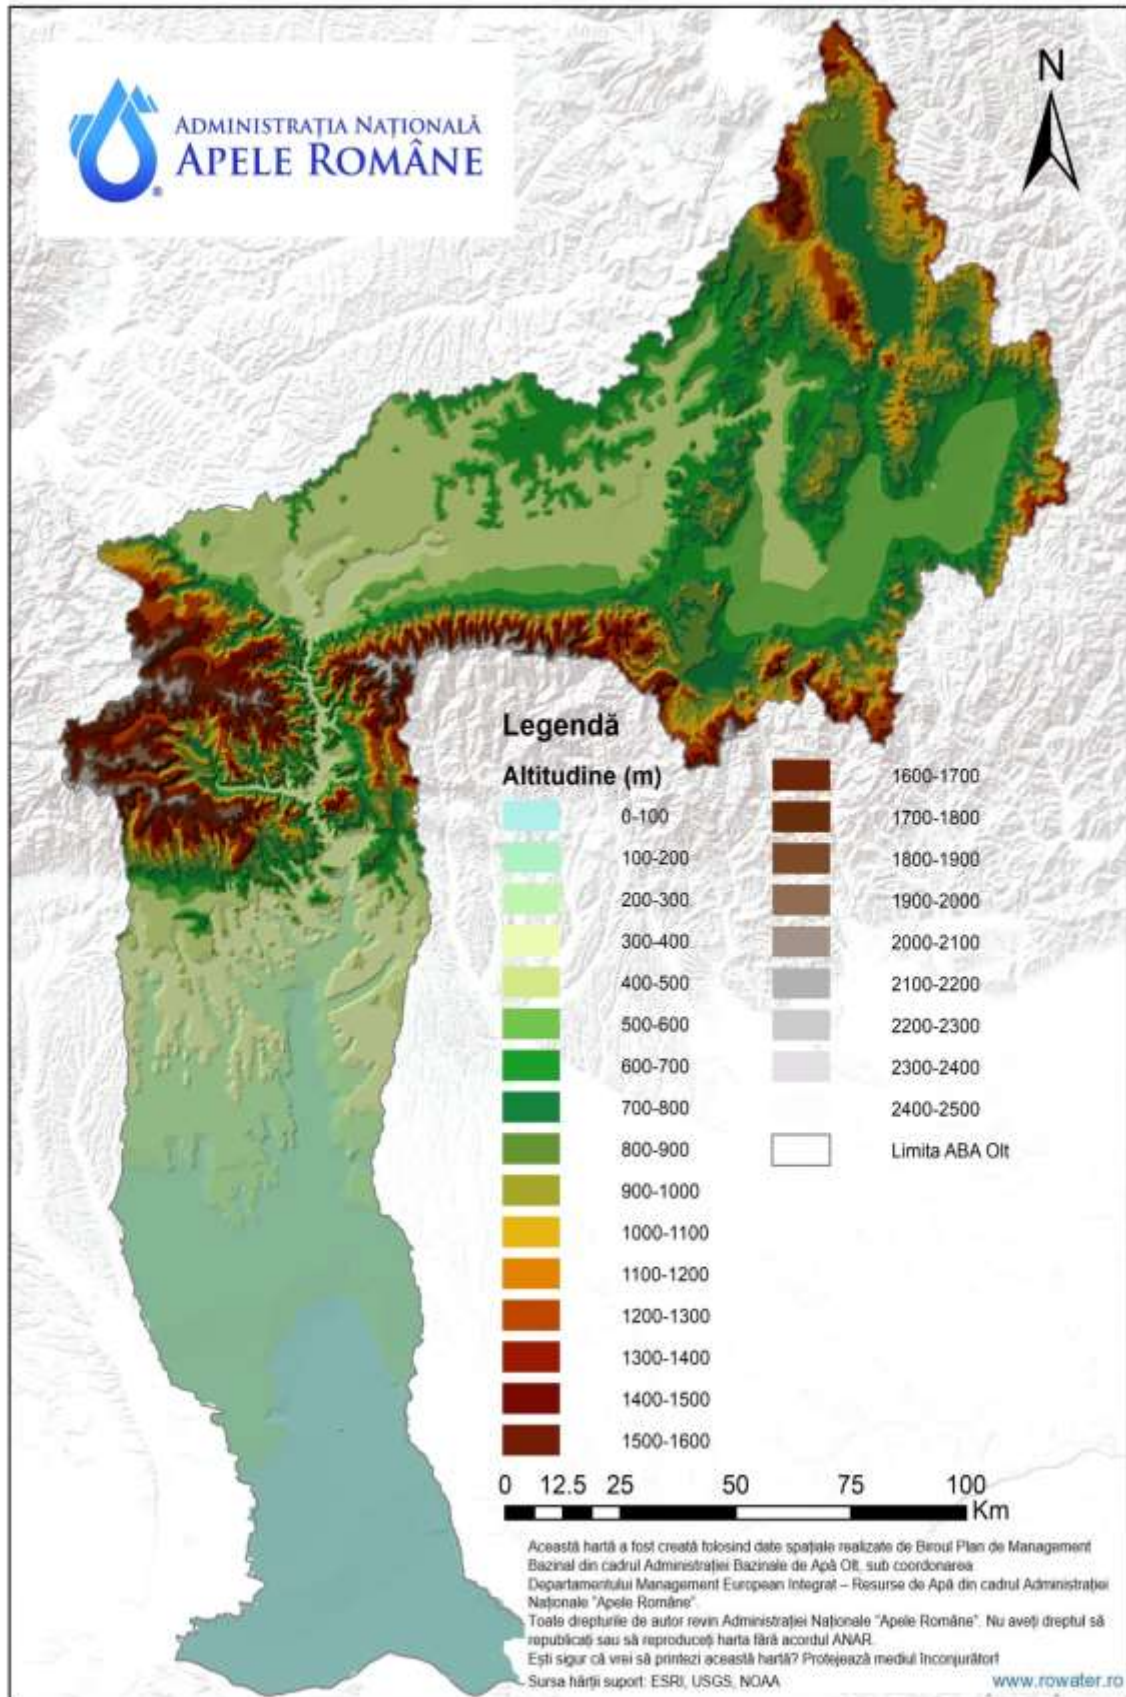 ADMINISTRAȚIA NAȚIONALĂ
APELE ROMÂNE
®
N
Legendă
Altitudine (m)
0-100
100-200
200-300
300-400
400-500
500-600
600-700
700-800
800-900
900-1000
1000-1100
1100-1200
1200-1300
1300-1400
1400-1500
1500-1600
1600-1700
1700-1800
1800-1900
1900-2000
2000-2100
2100-2200
2200-2300
2300-2400
2400-2500
Limita ABA Olt
0 12.5 25 50 75 100
Km
Această hartă a fost creată folosind date spațiale realizate de Biroul Plan de Management
Bazinal din cadrul Administrației Bazinale de Apă Olt, sub coordonarea
Departamentului Management European Integrat – Resurse de Apă din cadrul Administrației
Naționale "Apele Române".
Toate drepturile de autor revin Administrației Naționale "Apele Române". Nu aveți dreptul să
republicați sau să reproduceți harta fără acordul ANAR.
Ești sigur că vrei să printezi această hartă? Protejează mediul înconjurător!
Sursa hărții suport: ESRI, USGS, NOAA
www.rowater.ro